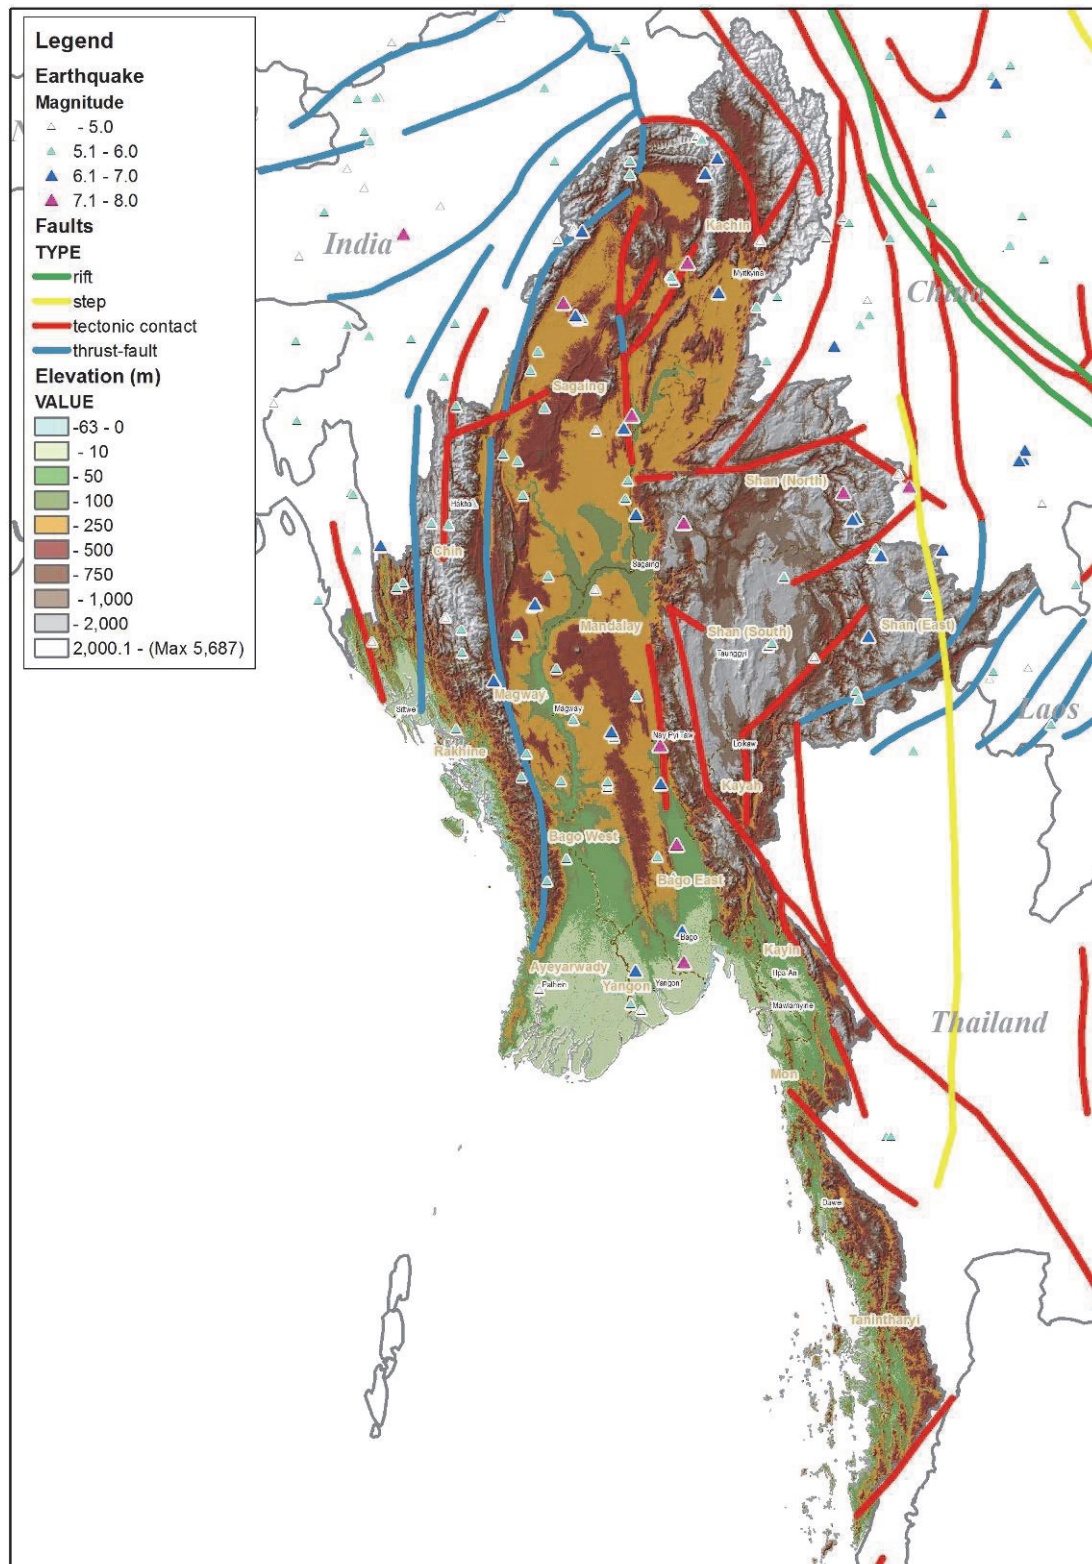 Legend
Earthquake
Magnitude
- 5.0
5.1 - 6.0
6.1 - 7.0
7.1 - 8.0
Faults
TYPE
rift
step
tectonic contact
thrust-fault
Elevation (m)
VALUE
-63 - 0
- 10
- 50
- 100
- 250
- 500
- 750
- 1,000
- 2,000
2,000.1 - (Max 5,687)
India
Kachin
Myitkyina
China
Sagaing
Shan (North)
Hakha
Chin
Sagaing
Mandalay
Shan (South)
Shan (East)
Taunggyi
Magway
Magway
Sittwe
Laos
Nay Pyi Taw
Rakhine
Loikaw
Kayah
Bago West
Bago East
Bago
Kayin
Ayeyarwady
Hpa An
Pathein
Yangon
Yangon
Mawlamyine
Thailand
Mon
Dawei
Tanintharyi